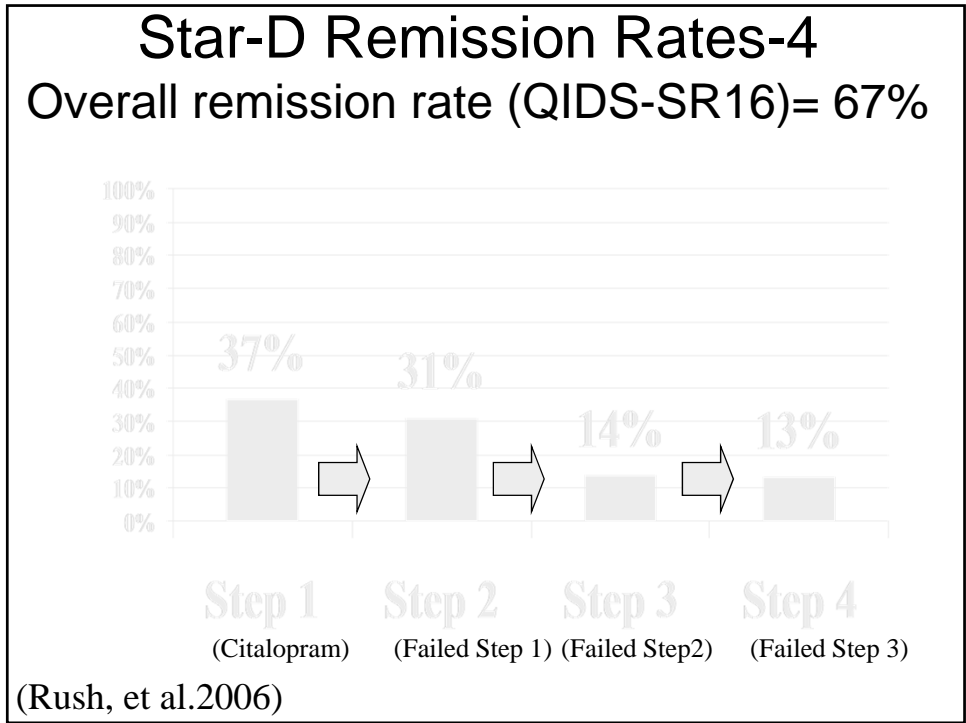 Star-D Remission Rates-4
Overall remission rate (QIDS-SR16)= 67%
100%
90%
80%
70%
60%
50%
40%
30%
20%
10%
0%
37%
31%
14%
13%
Step 1
Step 2
Step 3
Step 4
(Citalopram)
(Failed Step 1)
(Failed Step2)
(Failed Step 3)
(Rush, et al.2006)